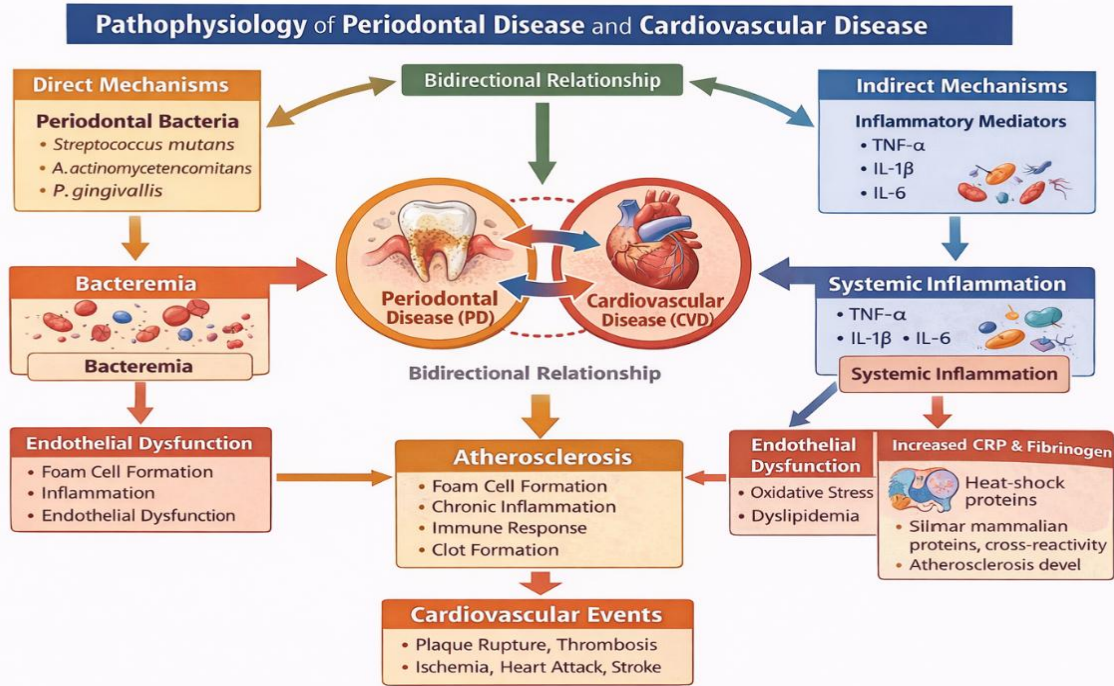 Pathophysiology of Periodontal Disease and Cardiovascular Disease
Direct Mechanisms
Periodontal Bacteria
• Streptococcus mutans
• A.actinomycetencomitans
• P. gingivallis
Bidirectional Relationship
Indirect Mechanisms
Inflammatory Mediators
• TNF-α
• IL-1β
• IL-6
Bacteremia
Bacteremia
Periodontal
Disease (PD)
Cardiovascular
Disease (CVD)
Bidirectional Relationship
Systemic Inflammation
• TNF-α
• IL-1β • IL-6
Systemic Inflammation
Endothelial Dysfunction
• Foam Cell Formation
• Inflammation
• Endothelial Dysfunction
Atherosclerosis
• Foam Cell Formation
• Chronic Inflammation
• Immune Response
• Clot Formation
Endothelial
Dysfunction
• Oxidative Stress
• Dyslipidemia
Increased CRP & Fibrinogen
Heat-shock
proteins
• Silmar mammalian
proteins, cross-reactivity
• Atherosclerosis devel
Cardiovascular Events
• Plaque Rupture, Thrombosis
• Ischemia, Heart Attack, Stroke